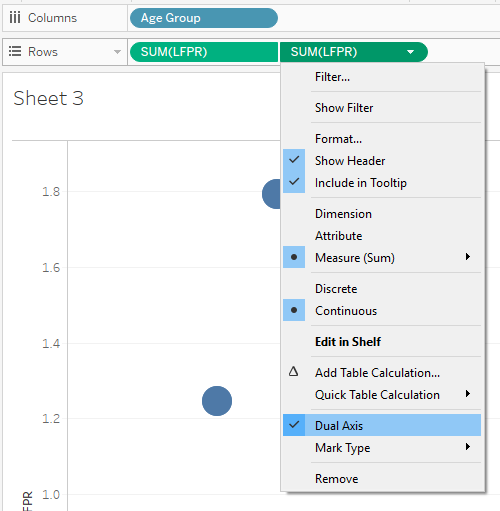 Columns
Age Group
Rows
SUM(LFPR)
SUM(LFPR)
Sheet 3
Filter...
Show Filter
Format...
Show Header
Include in Tooltip
Dimension
Attribute
Measure (Sum)
Discrete
Continuous
Edit in Shelf
Add Table Calculation...
Quick Table Calculation
Dual Axis
Mark Type
Remove
1.8
1.6
1.4
1.2
1.0
FPR